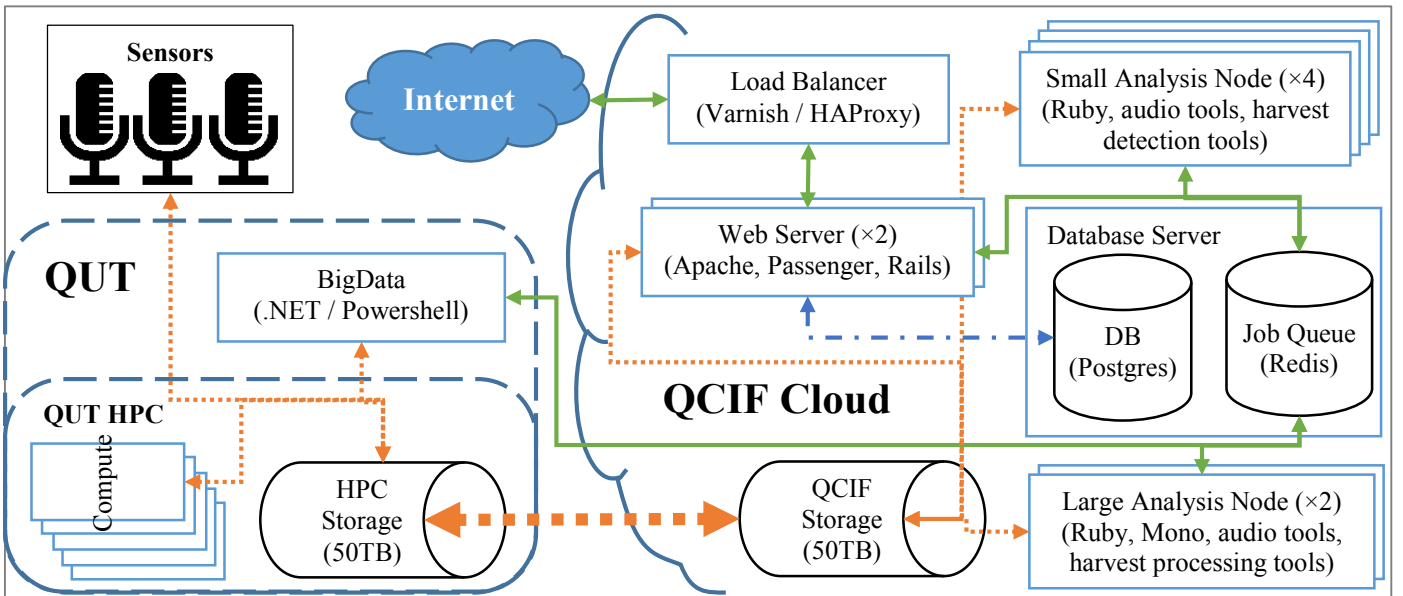 Sensors
Internet
Load Balancer
(Varnish / HAProxy)
Small Analysis Node (×4)
(Ruby, audio tools, harvest
detection tools)
QUT
BigData
(.NET / Powershell)
Web Server (×2)
(Apache, Passenger, Rails)
Database Server
DB
(Postgres)
Job Queue
(Redis)
QCIF Cloud
QUT HPC
Compute
HPC
Storage
(50TB)
QCIF
Storage
(50TB)
Large Analysis Node (×2)
(Ruby, Mono, audio tools,
harvest processing tools)